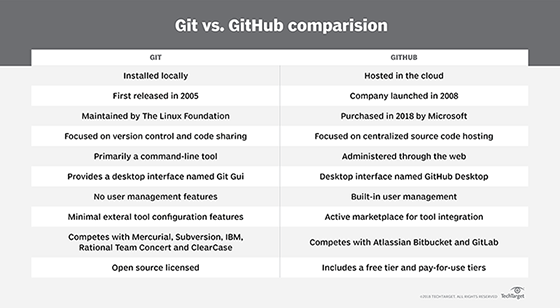 Git vs. GitHub comparision
GIT GITHUB
Installed locally Hosted in the cloud
First released in 2005 Company launched in 2008
Maintained by The Linux Foundation Purchased in 2018 by Microsoft
Focused on version control and code sharing Focused on centralized source code hosting
Primarily a command-line tool Administered through the web
Provides a desktop interface named Git Gui Desktop interface named GitHub Desktop
No user management features Built-in user management
Minimal exteral tool configuration features Active marketplace for tool integration
Competes with Mercurial, Subversion, IBM,
Rational Team Concert and ClearCase
Competes with Atlassian Bitbucket and GitLab
Open source licensed Includes a free tier and pay-for-use tiers
©2018 TECHTARGET. ALL RIGHTS RESERVED TechTarget